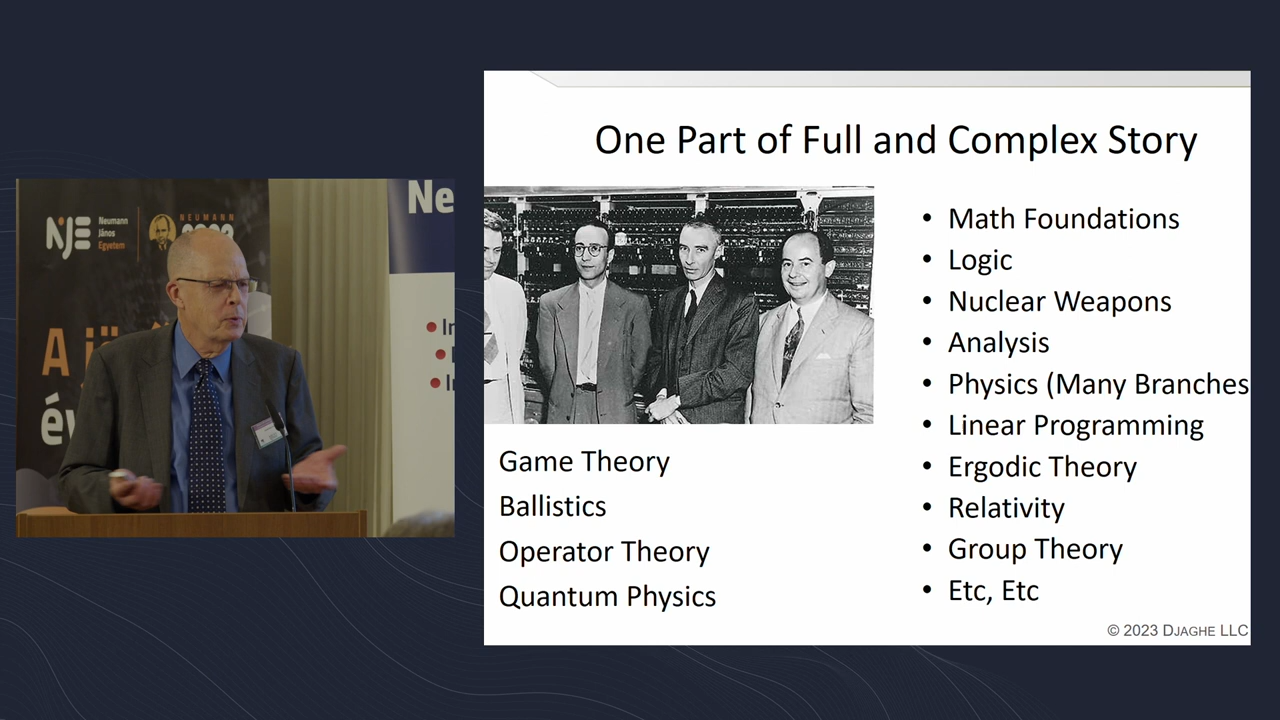 NJE
Neumann
János
Egyetem
NEUMANN
Ne
One Part of Full and Complex Story
Game Theory
Ballistics
Operator Theory
Quantum Physics
• Math Foundations
• Logic
• Nuclear Weapons
• Analysis
• Physics (Many Branches
• Linear Programming
• Ergodic Theory
• Relativity
• Group Theory
• Etc, Etc
© 2023 DJAGHE LLC